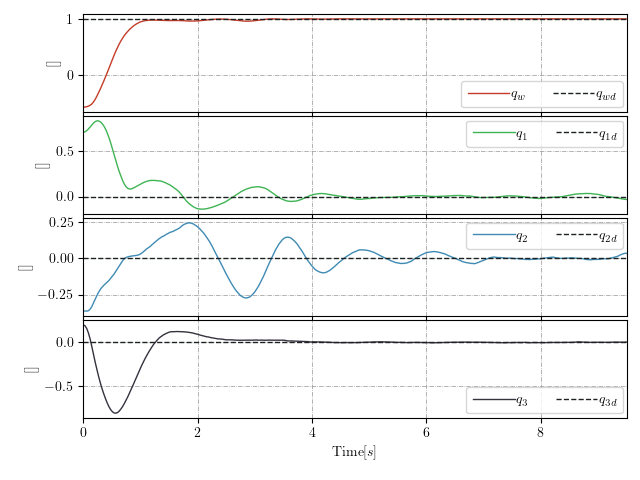 1
0
[]
q_w q_{wd}
0.5
0.0
[]
q_1 q_{1d}
0.25
0.00
−0.25
[]
q_2 q_{2d}
0.0
−0.5
[]
q_3 q_{3d}
0 2 4 6 8
Time[s]